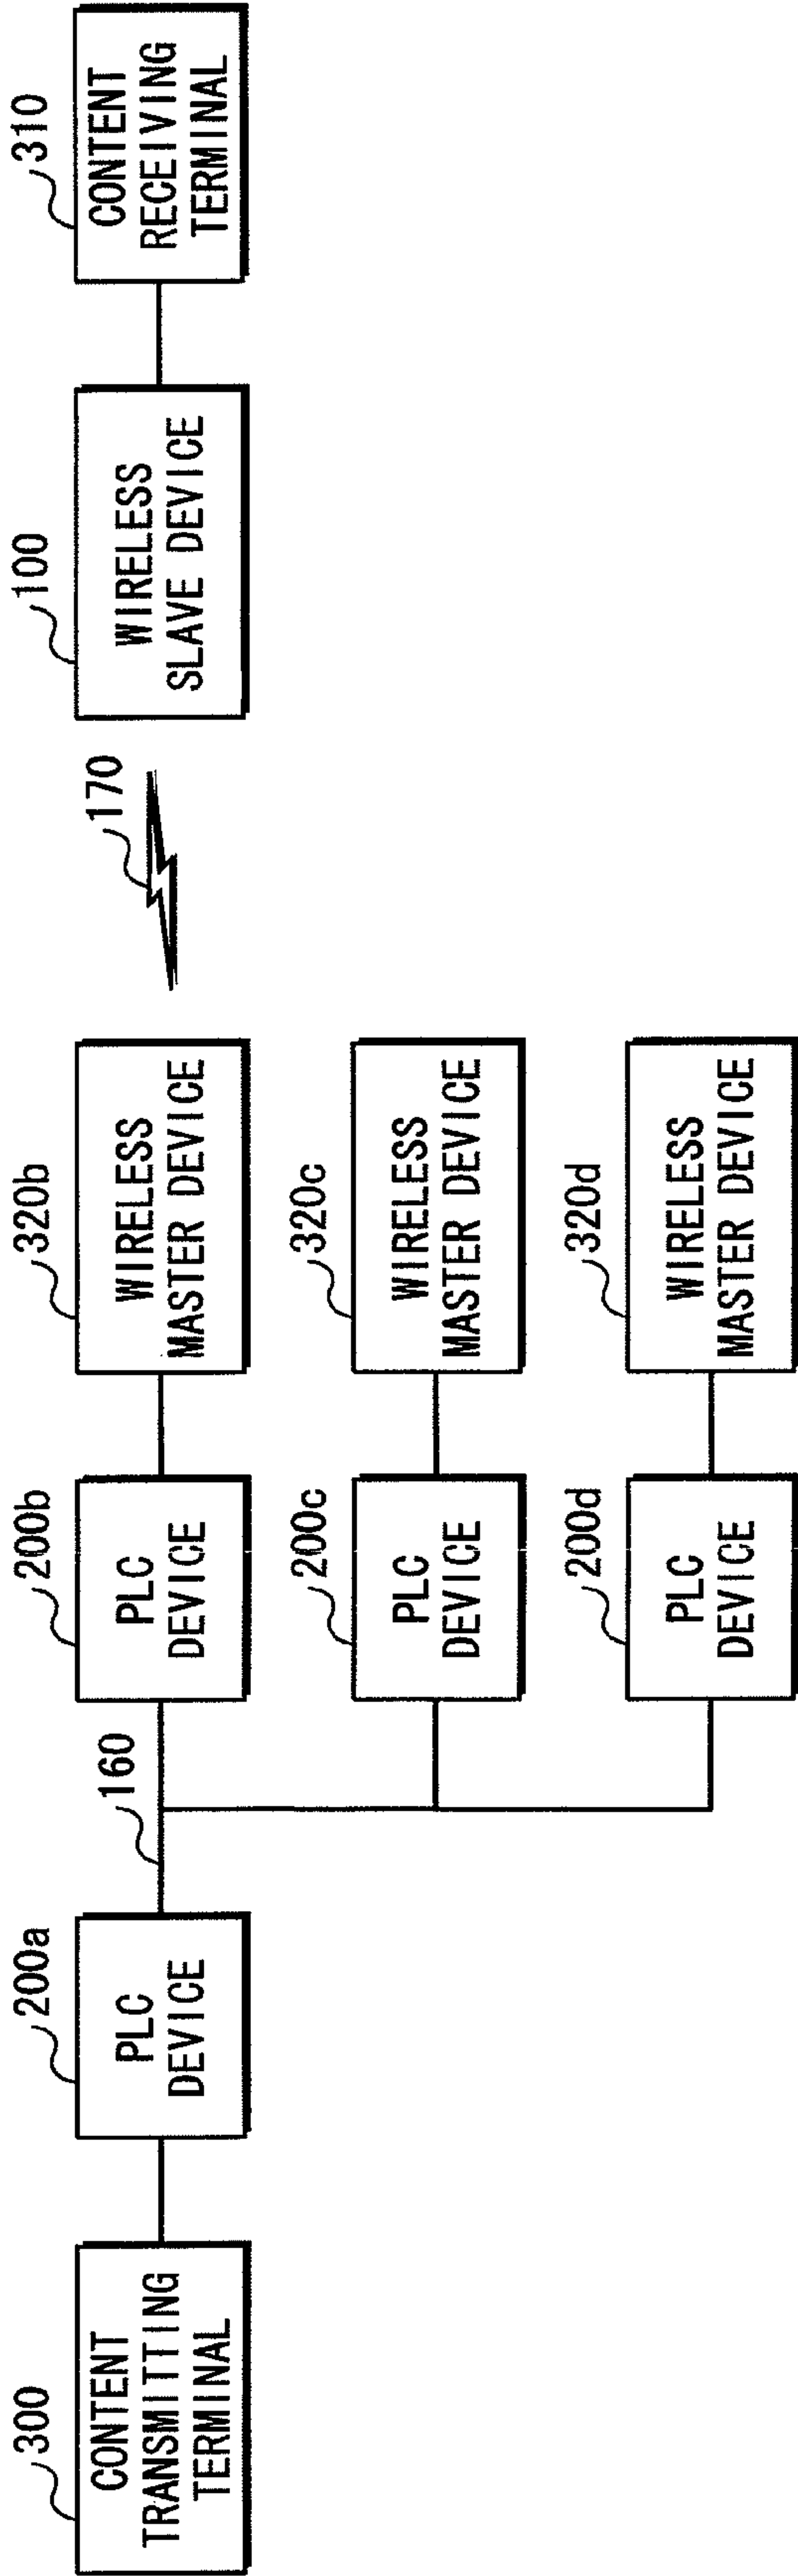 300
CONTENT
TRANSMITTING
TERMINAL
200a
PLC
DEVICE
160
200b
PLC
DEVICE
320b
WIRELESS
MASTER DEVICE
170
100
WIRELESS
SLAVE DEVICE
310
CONTENT
RECEIVING
TERMINAL
200c
PLC
DEVICE
320c
WIRELESS
MASTER DEVICE
200d
PLC
DEVICE
320d
WIRELESS
MASTER DEVICE